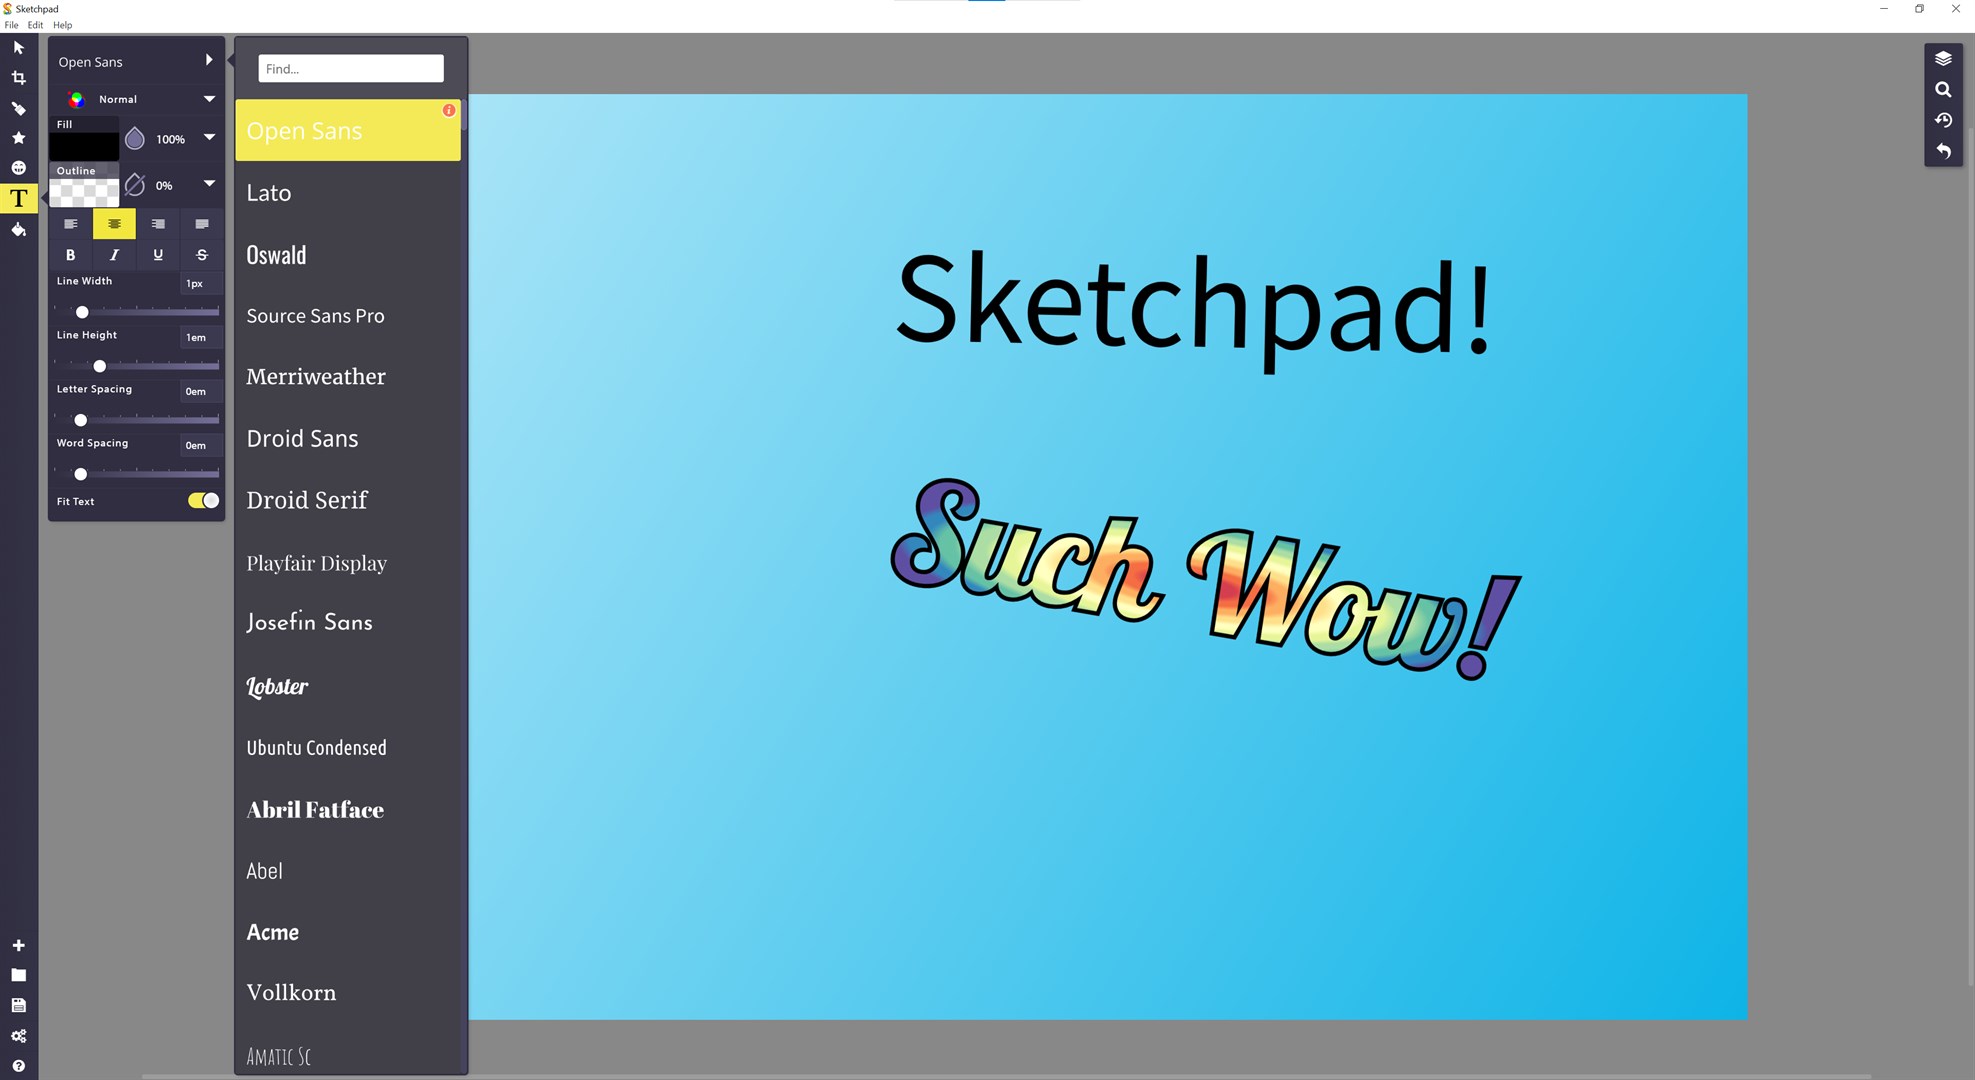 Sketchpad
File Edit Help
Open Sans
Normal
Fill
100%
Outline
0%
B I U S
Line Width 1px
Line Height 1em
Letter Spacing 0em
Word Spacing 0em
Fit Text
Find...
Open Sans
Lato
Oswald
Source Sans Pro
Merriweather
Droid Sans
Droid Serif
Playfair Display
Josefin Sans
Lobster
Ubuntu Condensed
Abril Fatface
Abel
Acme
Vollkorn
Amatic Sc
Sketchpad!
Such Wow!